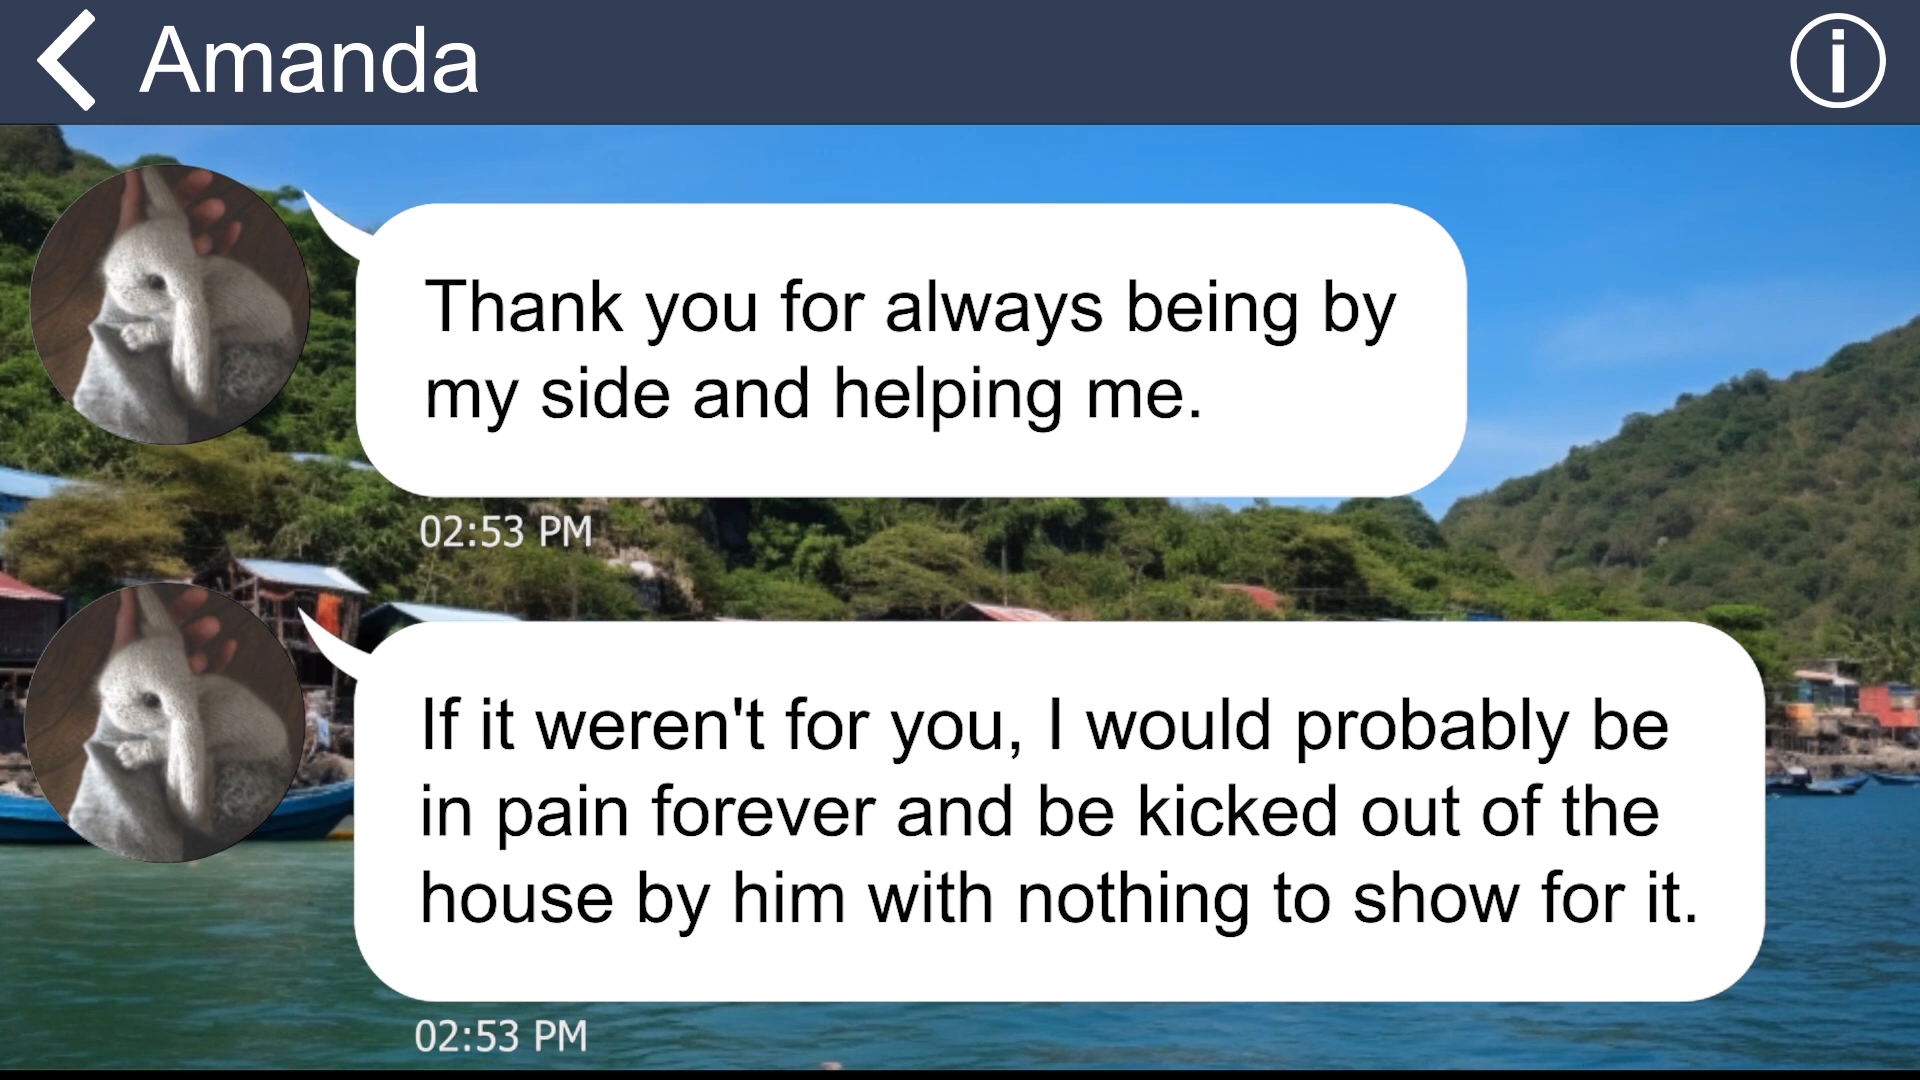 Amanda
Thank you for always being by
my side and helping me.
02:53 PM
If it weren't for you, I would probably be
in pain forever and be kicked out of the
house by him with nothing to show for it.
02:53 PM